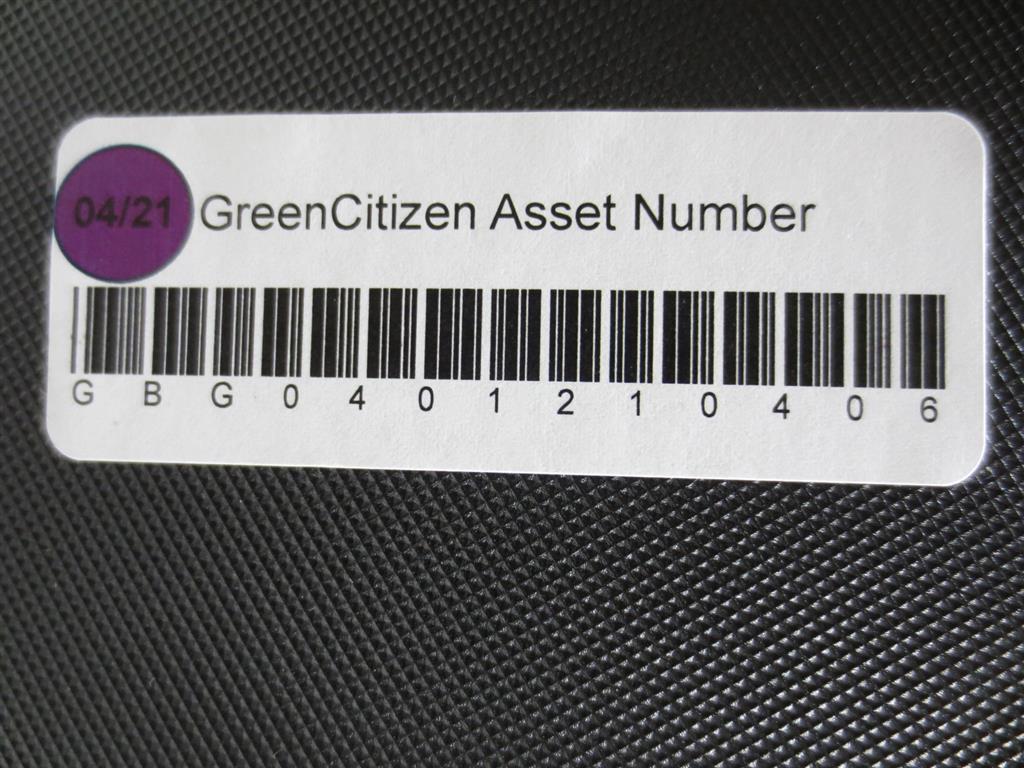 04/21 GreenCitizen Asset Number
G B G 0 4 0 1 2 1 0 4 0 6